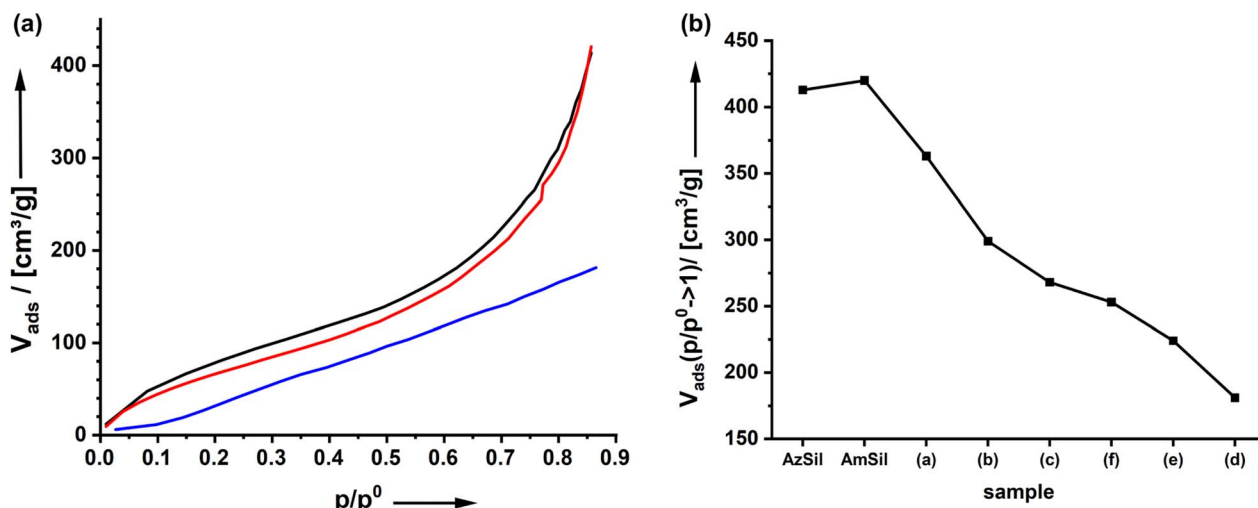 (a)
V_ads / [cm³/g]
400
300
200
100
0
0.0 0.1 0.2 0.3 0.4 0.5 0.6 0.7 0.8 0.9
p/p⁰
(b)
V_ads(p/p⁰->1)/ [cm³/g]
450
400
350
300
250
200
150
AzSil AmSil (a) (b) (c) (f) (e) (d)
sample